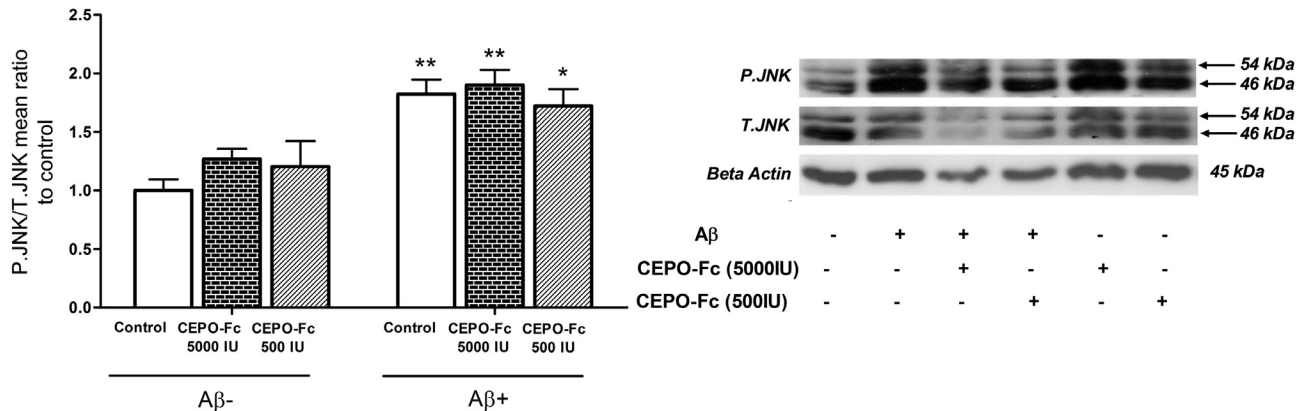 P.JNK/T.JNK mean ratio
to control
2.5
2.0
1.5
1.0
0.5
0.0
** ** *
Control CEPO-Fc CEPO-Fc Control CEPO-Fc CEPO-Fc
5000 IU 500 IU 5000 IU 500 IU
Aβ- Aβ+
P.JNK 54 kDa
46 kDa
T.JNK 54 kDa
46 kDa
Beta Actin 45 kDa
Aβ - + + + - -
CEPO-Fc (5000IU) - - + - + -
CEPO-Fc (500IU) - - - + - +